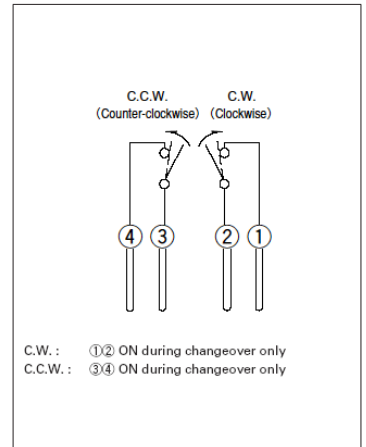 C.C.W. C.W.
(Counter-clockwise) (Clockwise)
④ ③ ② ①
C.W. : ①② ON during changeover only
C.C.W. : ③④ ON during changeover only